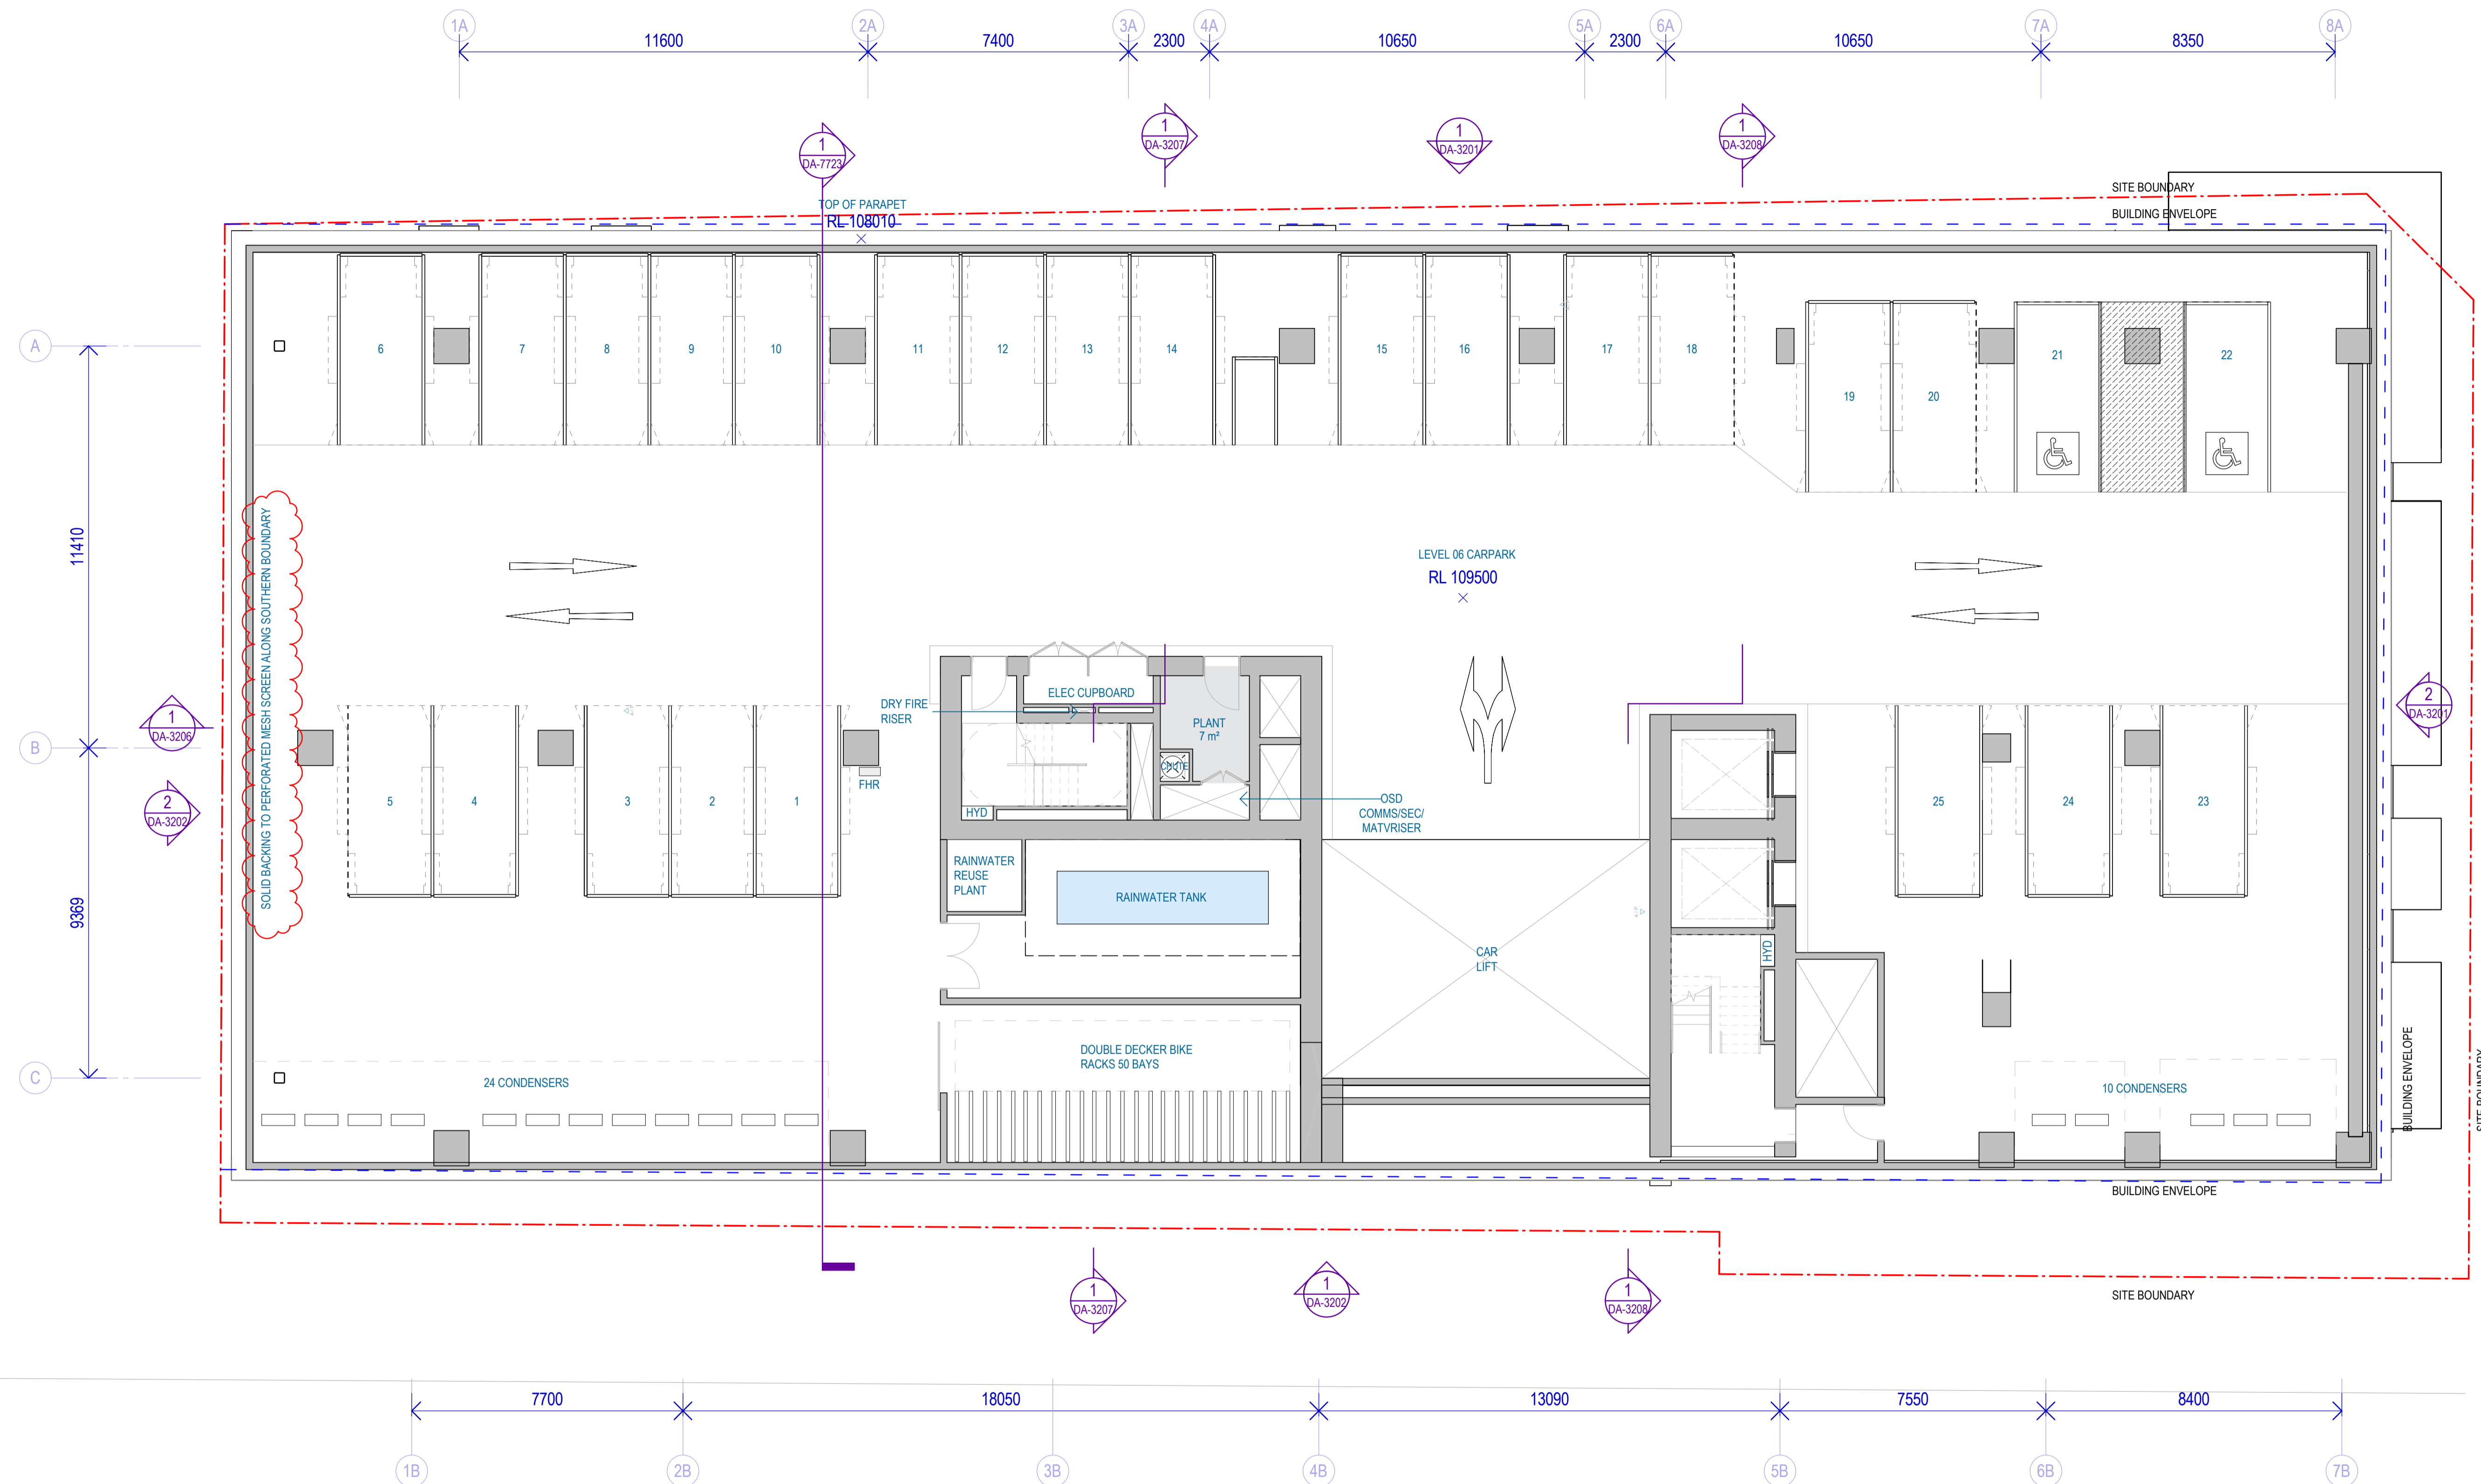 1A
2A
3A
4A
5A
6A
7A
8A
11600
7400
2300
10650
2300
10650
8350
1
DA-7723
1
DA-3207
1
DA-3201
1
DA-3208
SITE BOUNDARY
BUILDING ENVELOPE
TOP OF PARAPET
RL 108010
A
6
7
8
9
10
11
12
13
14
15
16
17
18
19
20
21
22
11410
SOLID BACKING TO PERFORATED MESH SCREEN ALONG SOUTHERN BOUNDARY
LEVEL 06 CARPARK
RL 109500
1
DA-3206
B
2
DA-3202
2
DA-3201
DRY FIRE
RISER
ELEC CUPBOARD
PLANT
7 m²
CHUTE
FHR
HYD
OSD
COMMS/SEC/
MATVRISER
5
4
3
2
1
25
24
23
9369
RAINWATER
REUSE
PLANT
RAINWATER TANK
CAR
LIFT
HYD
DOUBLE DECKER BIKE
RACKS 50 BAYS
C
24 CONDENSERS
10 CONDENSERS
BUILDING ENVELOPE
SITE BOUNDARY
BUILDING ENVELOPE
SITE BOUNDARY
1
DA-3207
1
DA-3202
1
DA-3208
7700
18050
13090
7550
8400
1B
2B
3B
4B
5B
6B
7B